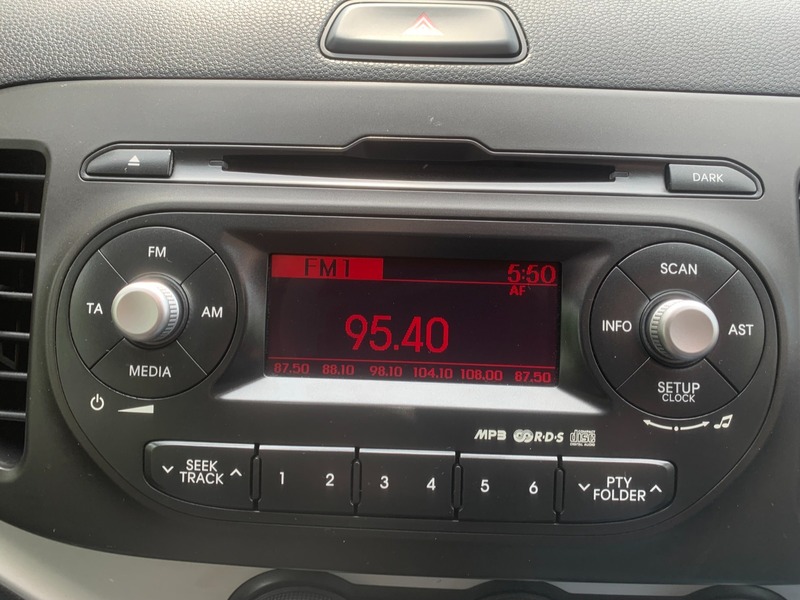 DARK
FM
TA
AM
MEDIA
FM1
5:50
AF
95.40
87.50 88.10 98.10 104.10 108.00 87.50
SCAN
INFO
AST
SETUP
CLOCK
MP3 R·D·S
SEEK
TRACK
1 2 3 4 5 6
PTY
FOLDER